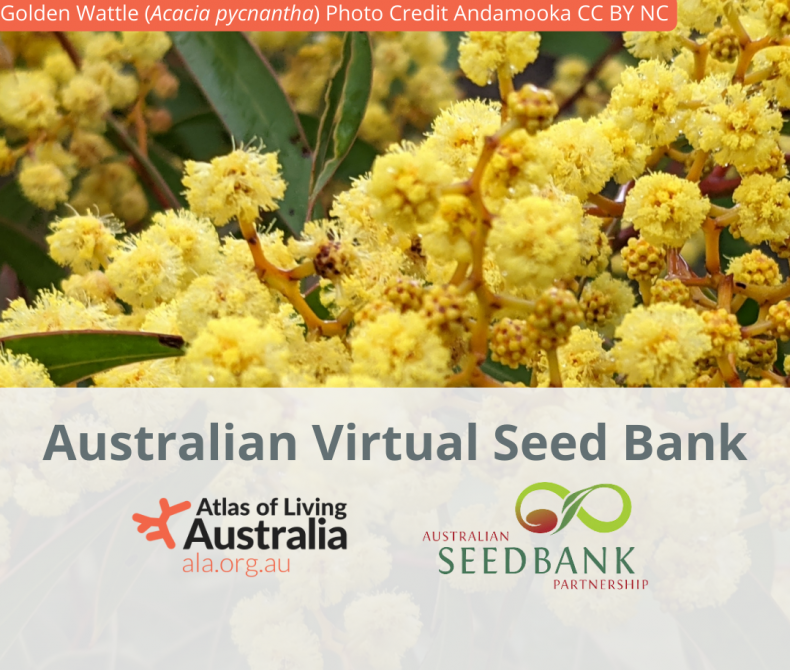 Golden Wattle (Acacia pycnantha) Photo Credit Andamooka CC BY NC
Australian Virtual Seed Bank
Atlas of Living
Australia
ala.org.au
AUSTRALIAN
SEEDBANK
PARTNERSHIP